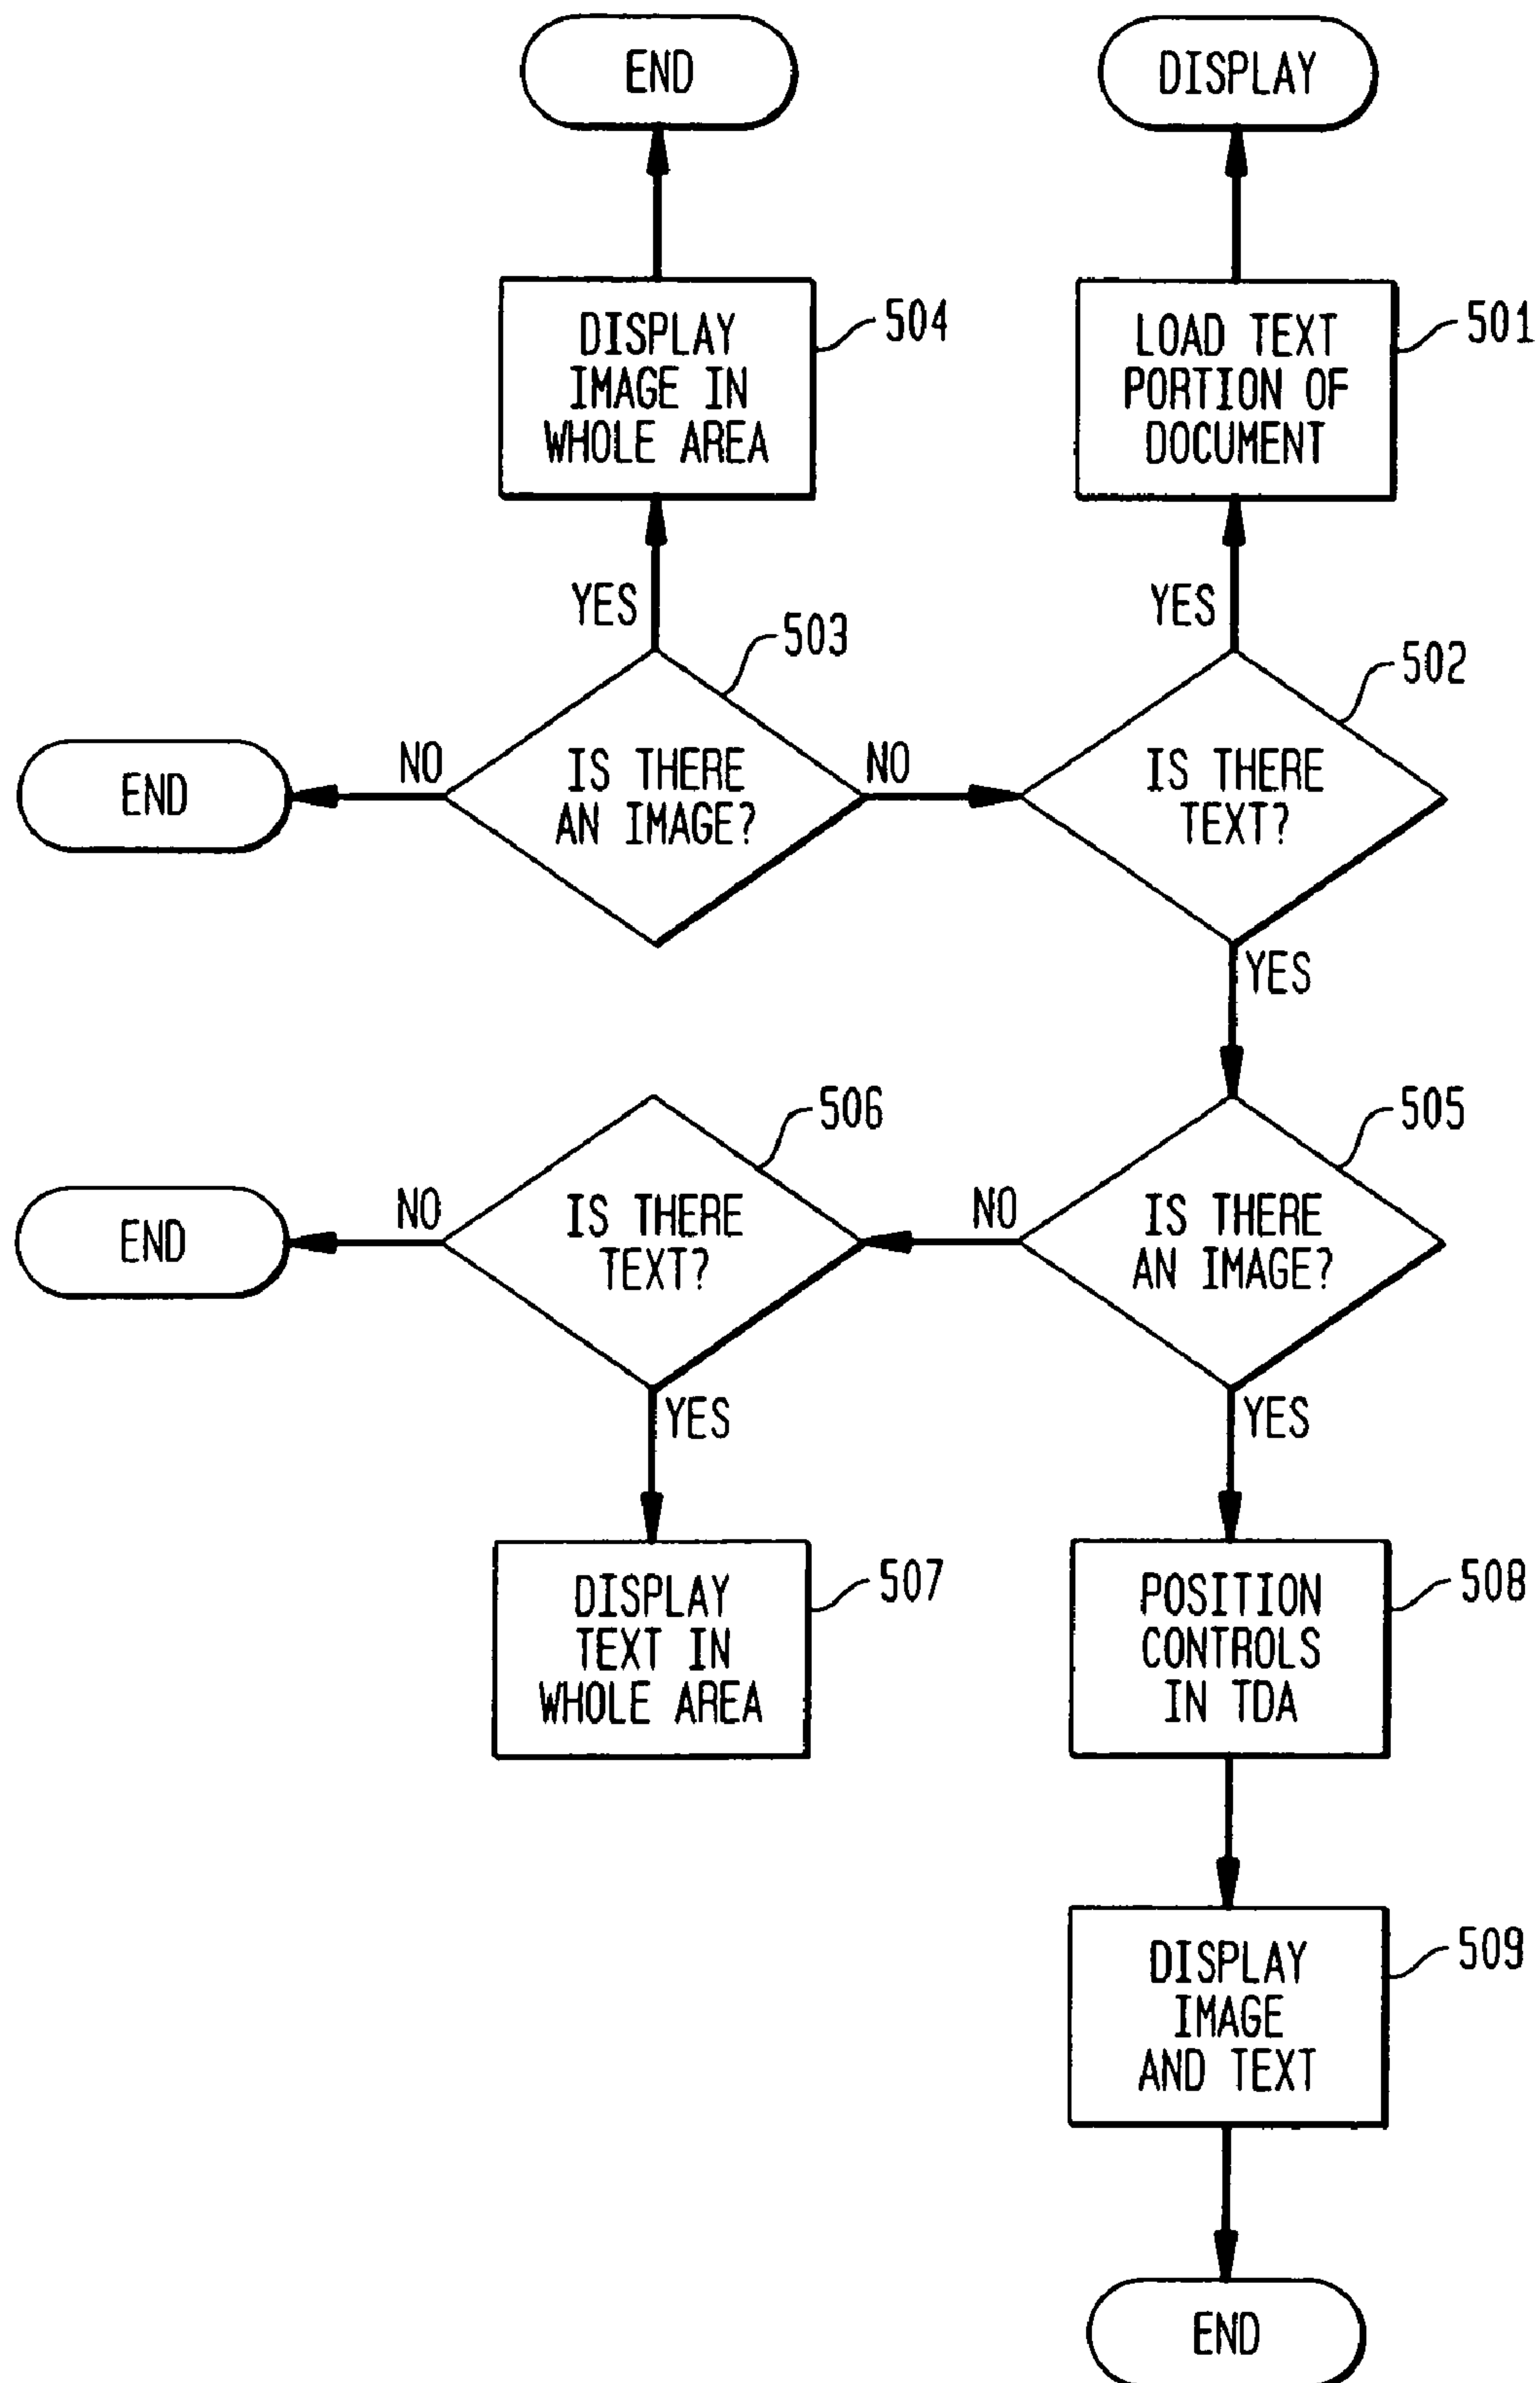 END
DISPLAY
DISPLAY
IMAGE IN
WHOLE AREA
504
LOAD TEXT
PORTION OF
DOCUMENT
501
YES
YES
503
502
END
NO
IS THERE
AN IMAGE?
NO
IS THERE
TEXT?
YES
506
505
END
NO
IS THERE
TEXT?
NO
IS THERE
AN IMAGE?
YES
YES
DISPLAY
TEXT IN
WHOLE AREA
507
POSITION
CONTROLS
IN TDA
508
DISPLAY
IMAGE
AND TEXT
509
END